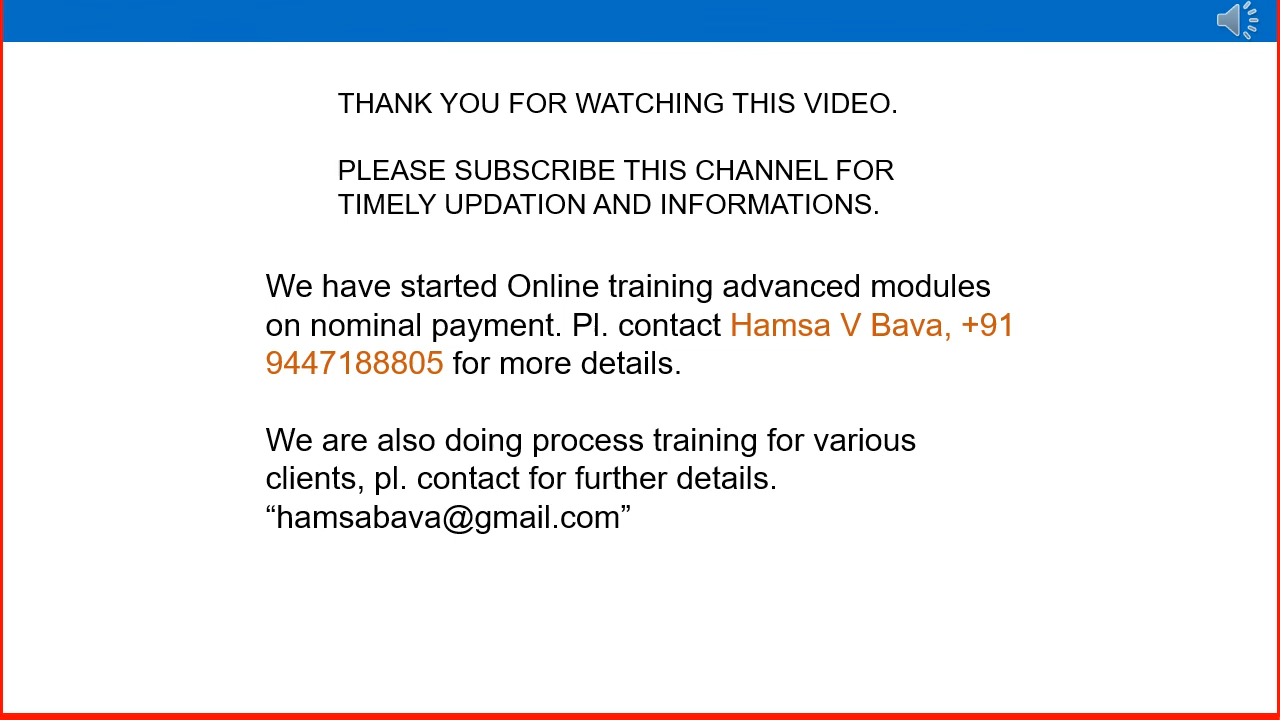 THANK YOU FOR WATCHING THIS VIDEO.
PLEASE SUBSCRIBE THIS CHANNEL FOR
TIMELY UPDATION AND INFORMATIONS.
We have started Online training advanced modules
on nominal payment. Pl. contact Hamsa V Bava, +91
9447188805 for more details.
We are also doing process training for various
clients, pl. contact for further details.
“hamsabava@gmail.com”